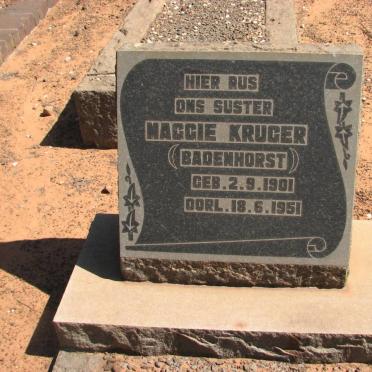 HIER RUS
ONS SUSTER
MAGGIE KRUGER
(BADENHORST)
GEB. 2.9.1901
OORL. 18.6.1951